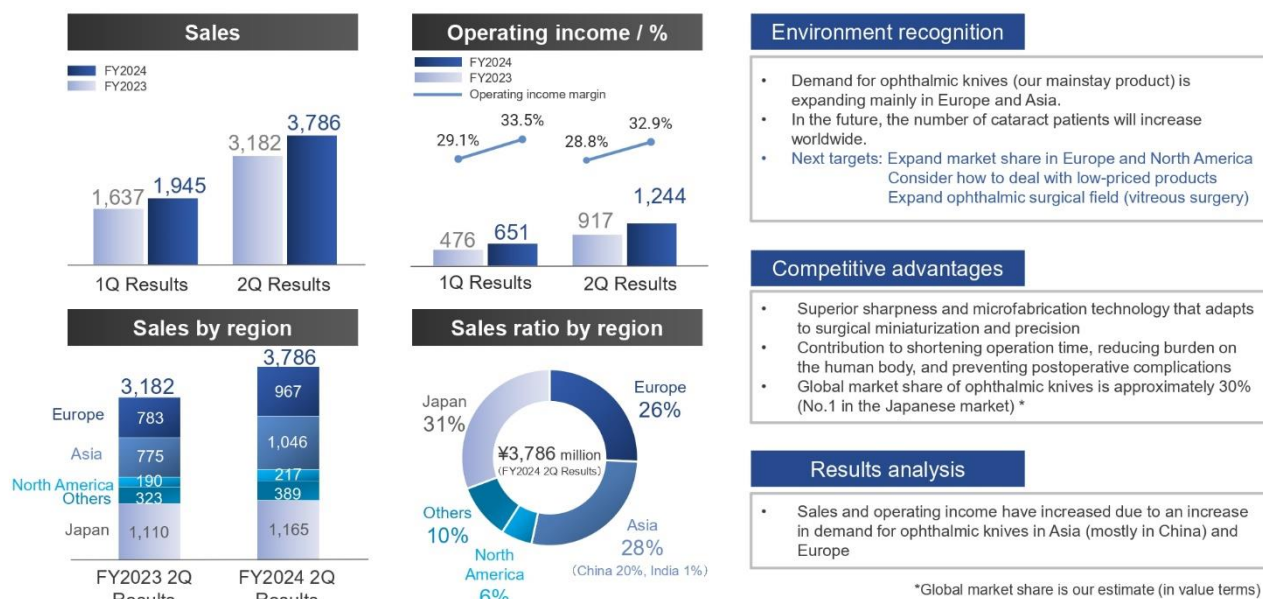 Sales
FY2024
FY2023
1,637
1,945
3,182
3,786
1Q Results
2Q Results
Operating income / %
FY2024
FY2023
Operating income margin
29.1%
33.5%
28.8%
32.9%
476
651
917
1,244
1Q Results
2Q Results
Sales by region
3,182
3,786
Europe
783
967
Asia
775
1,046
North America
190
217
Others
323
389
Japan
1,110
1,165
FY2023 2Q
Results
FY2024 2Q
Results
Sales ratio by region
Japan
31%
Europe
26%
¥3,786 million
(FY2024 2Q Results)
Others
10%
North
America
6%
Asia
28%
(China 20%, India 1%)
Environment recognition
• Demand for ophthalmic knives (our mainstay product) is
expanding mainly in Europe and Asia.
• In the future, the number of cataract patients will increase
worldwide.
• Next targets: Expand market share in Europe and North America
Consider how to deal with low-priced products
Expand ophthalmic surgical field (vitreous surgery)
Competitive advantages
• Superior sharpness and microfabrication technology that adapts
to surgical miniaturization and precision
• Contribution to shortening operation time, reducing burden on
the human body, and preventing postoperative complications
• Global market share of ophthalmic knives is approximately 30%
(No.1 in the Japanese market) *
Results analysis
• Sales and operating income have increased due to an increase
in demand for ophthalmic knives in Asia (mostly in China) and
Europe
*Global market share is our estimate (in value terms)